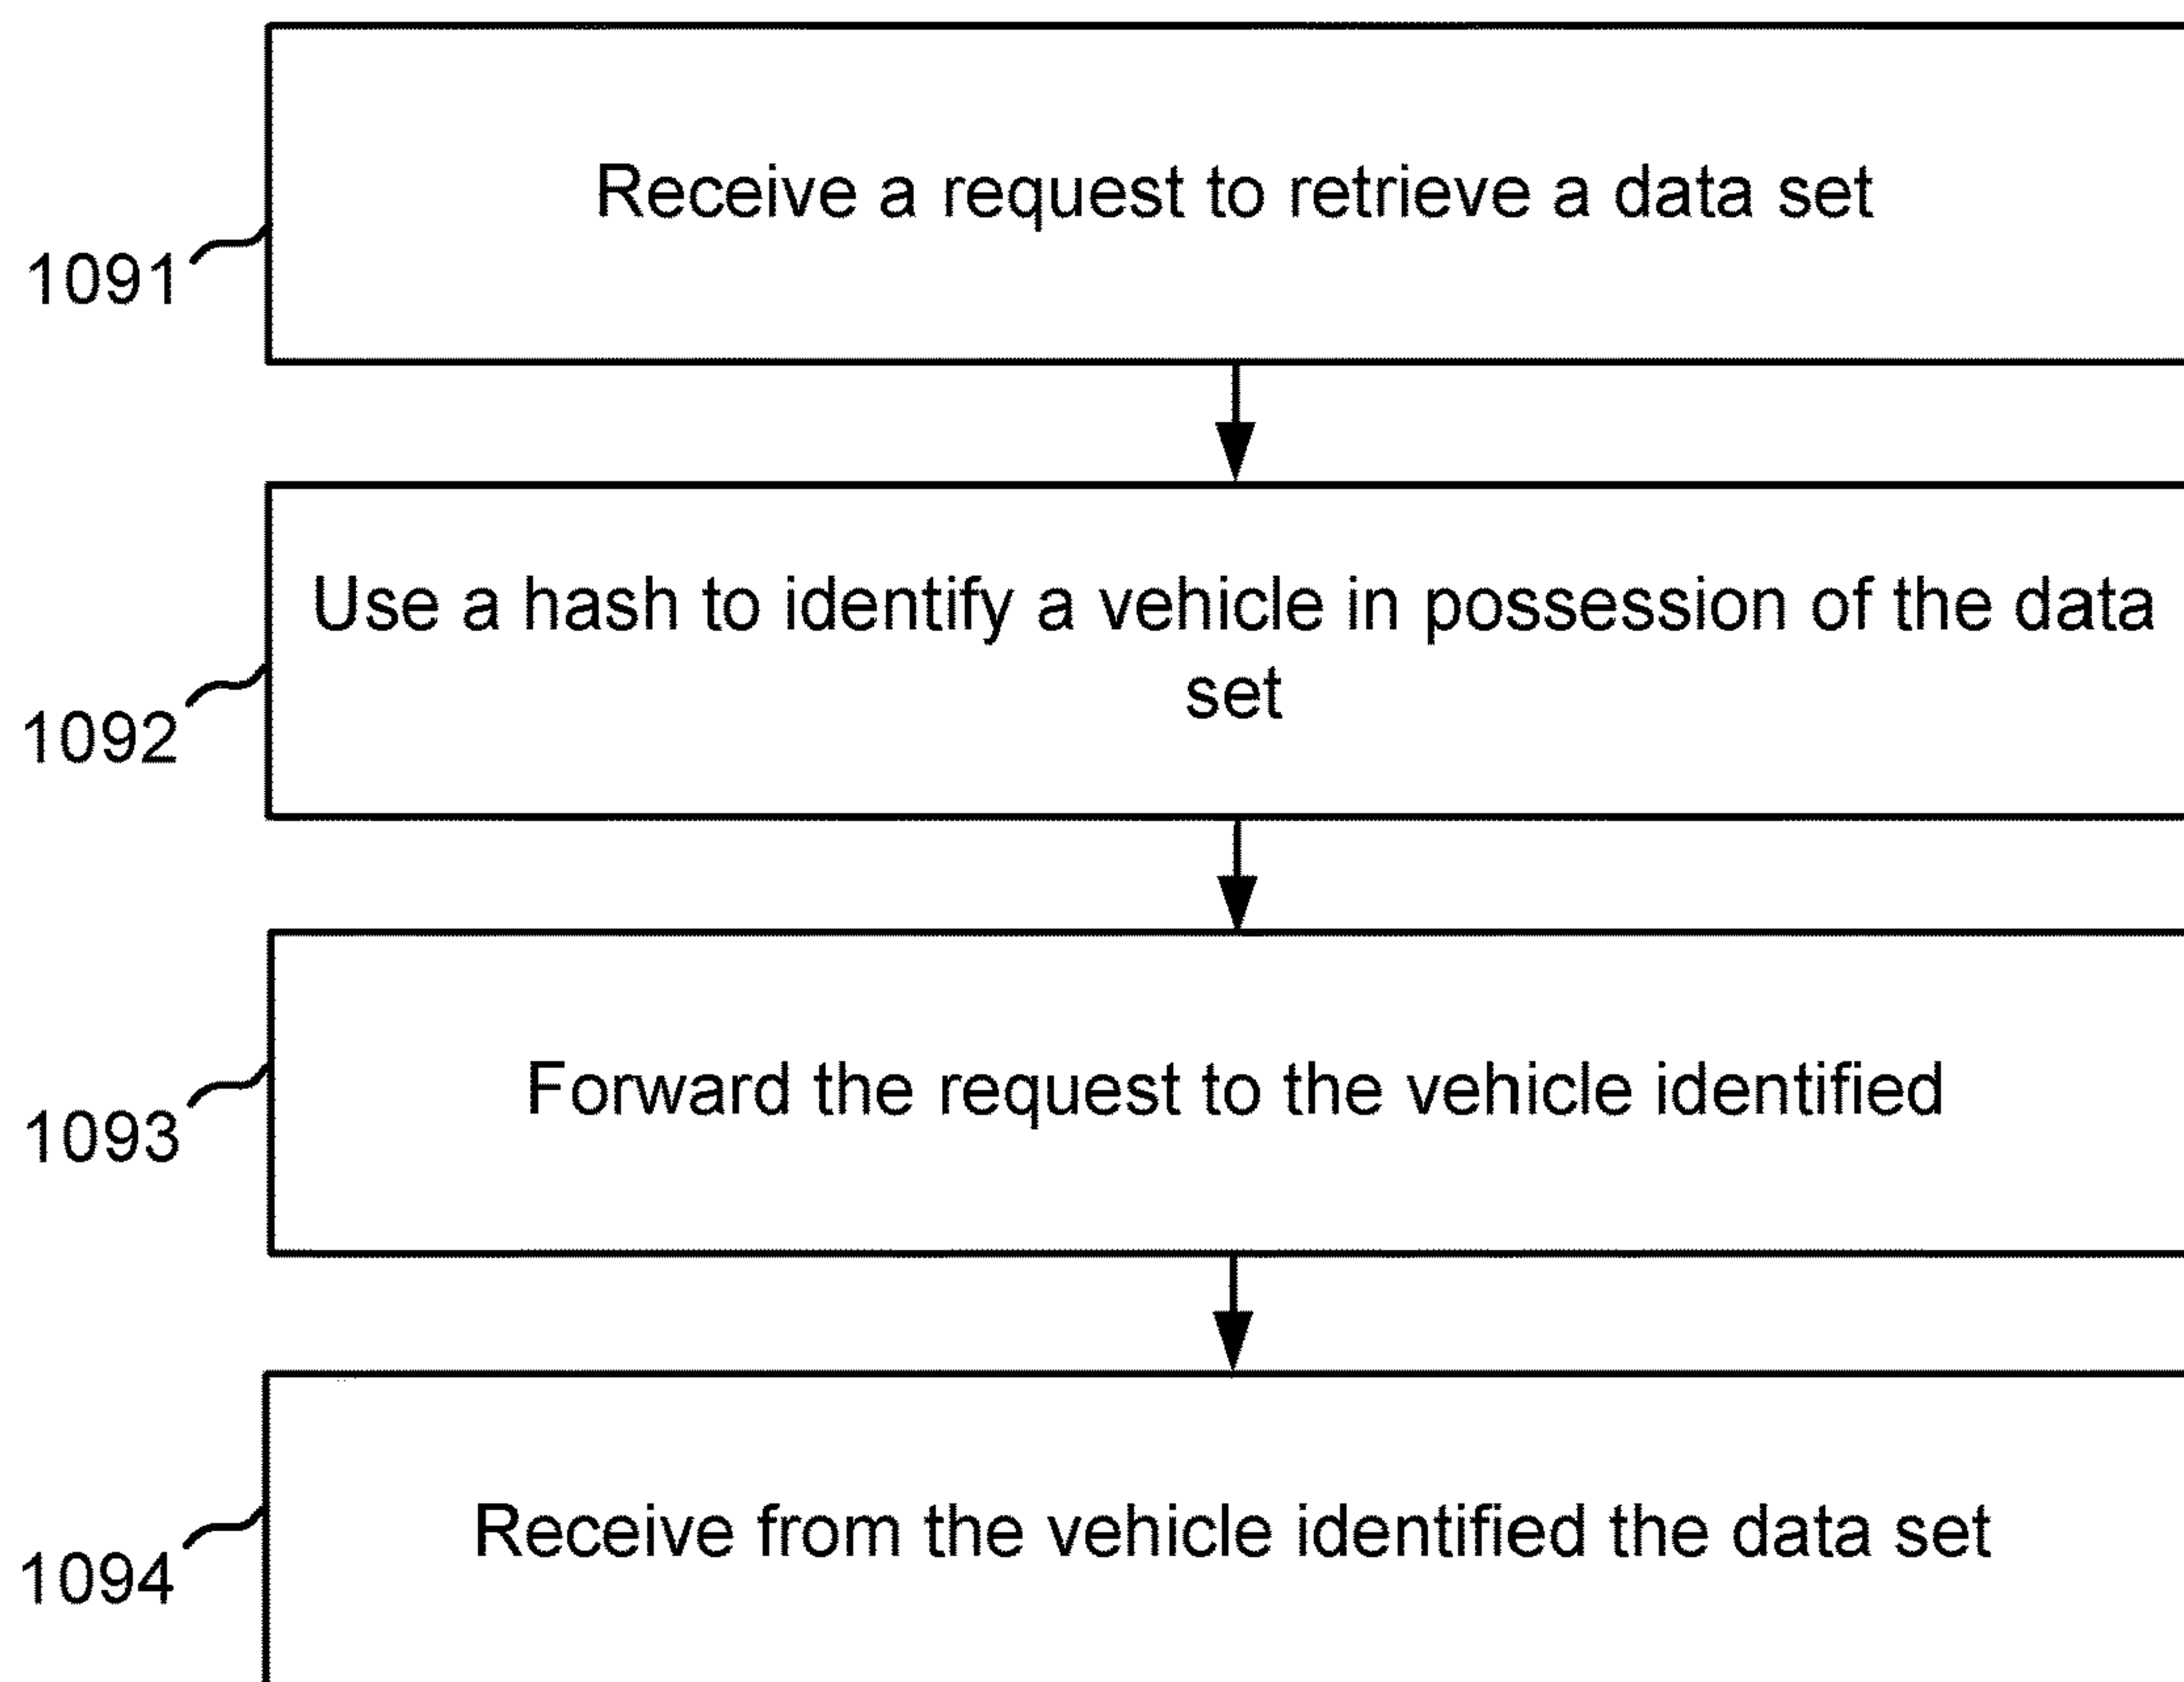 Receive a request to retrieve a data set
1091
Use a hash to identify a vehicle in possession of the data
set
1092
Forward the request to the vehicle identified
1093
Receive from the vehicle identified the data set
1094